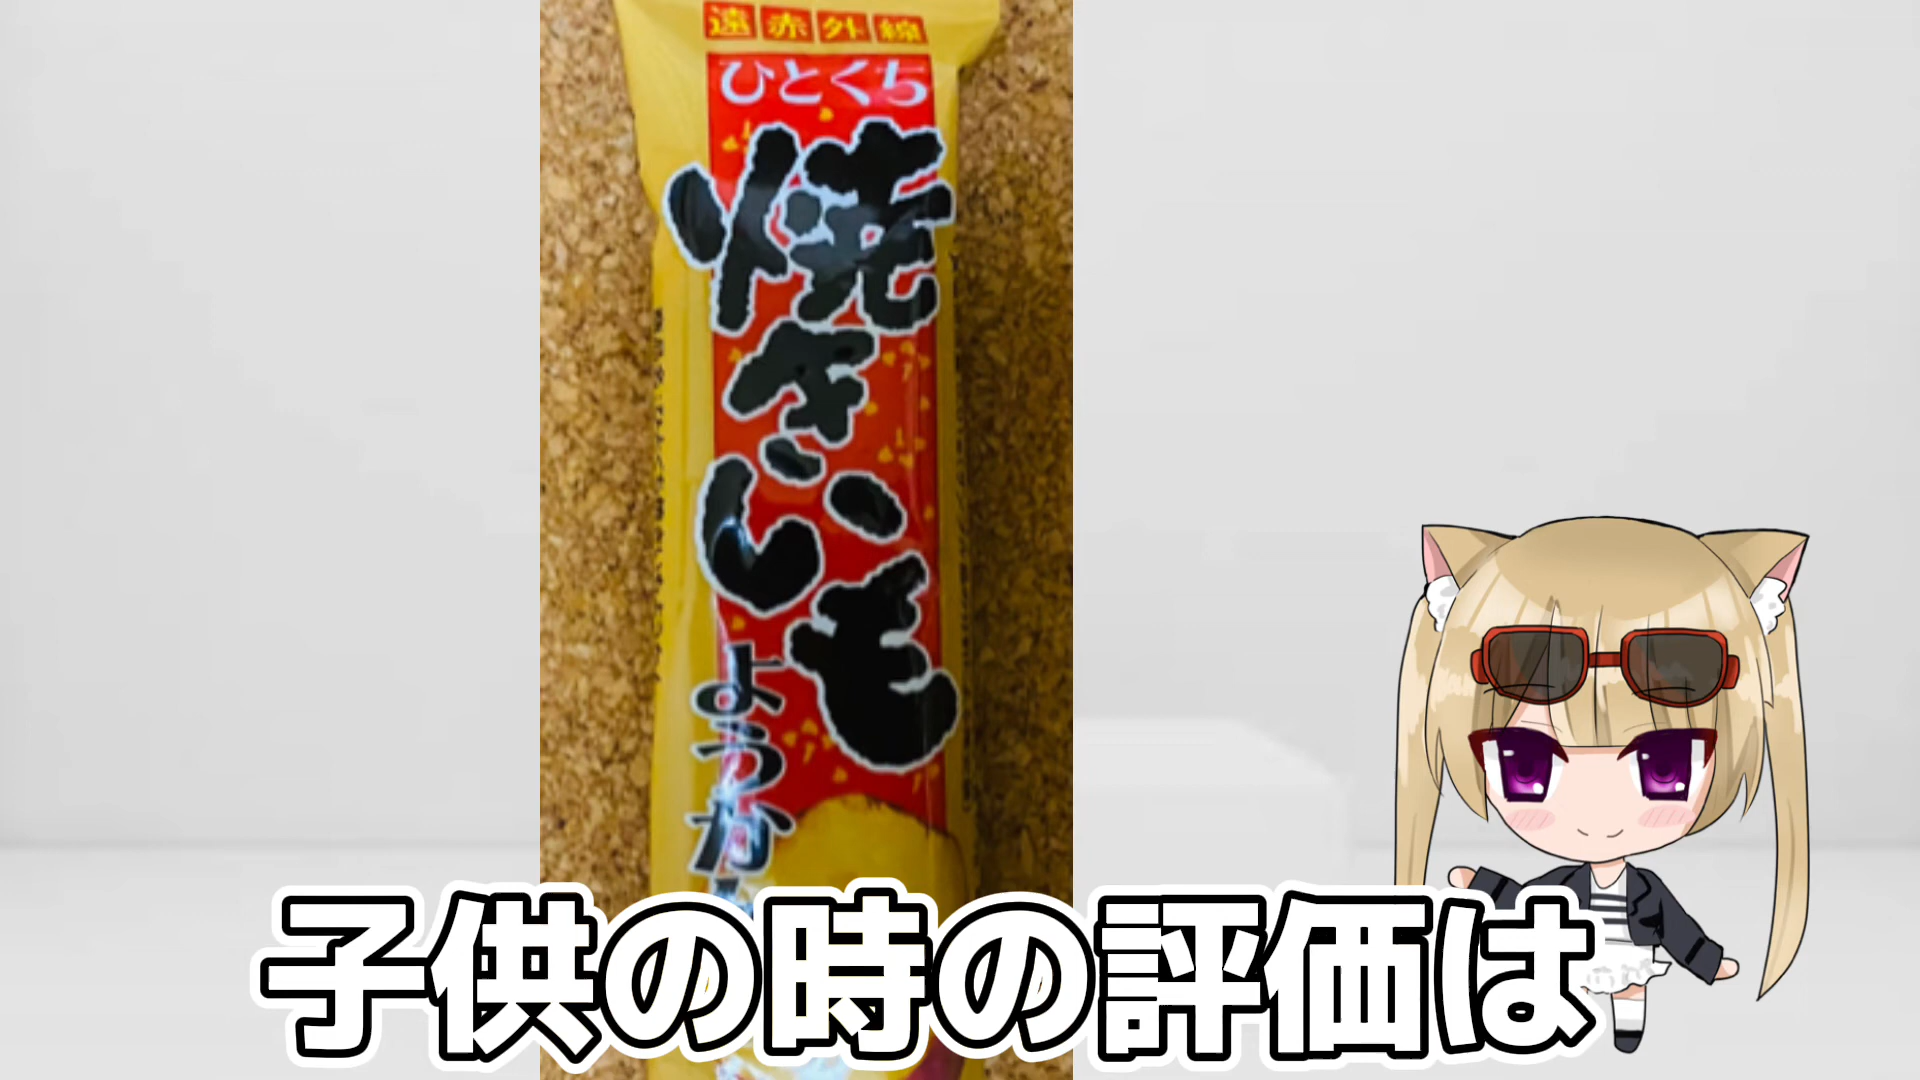 遠赤外線
ひとくち
焼きいも
ようかん
子供の時の評価は